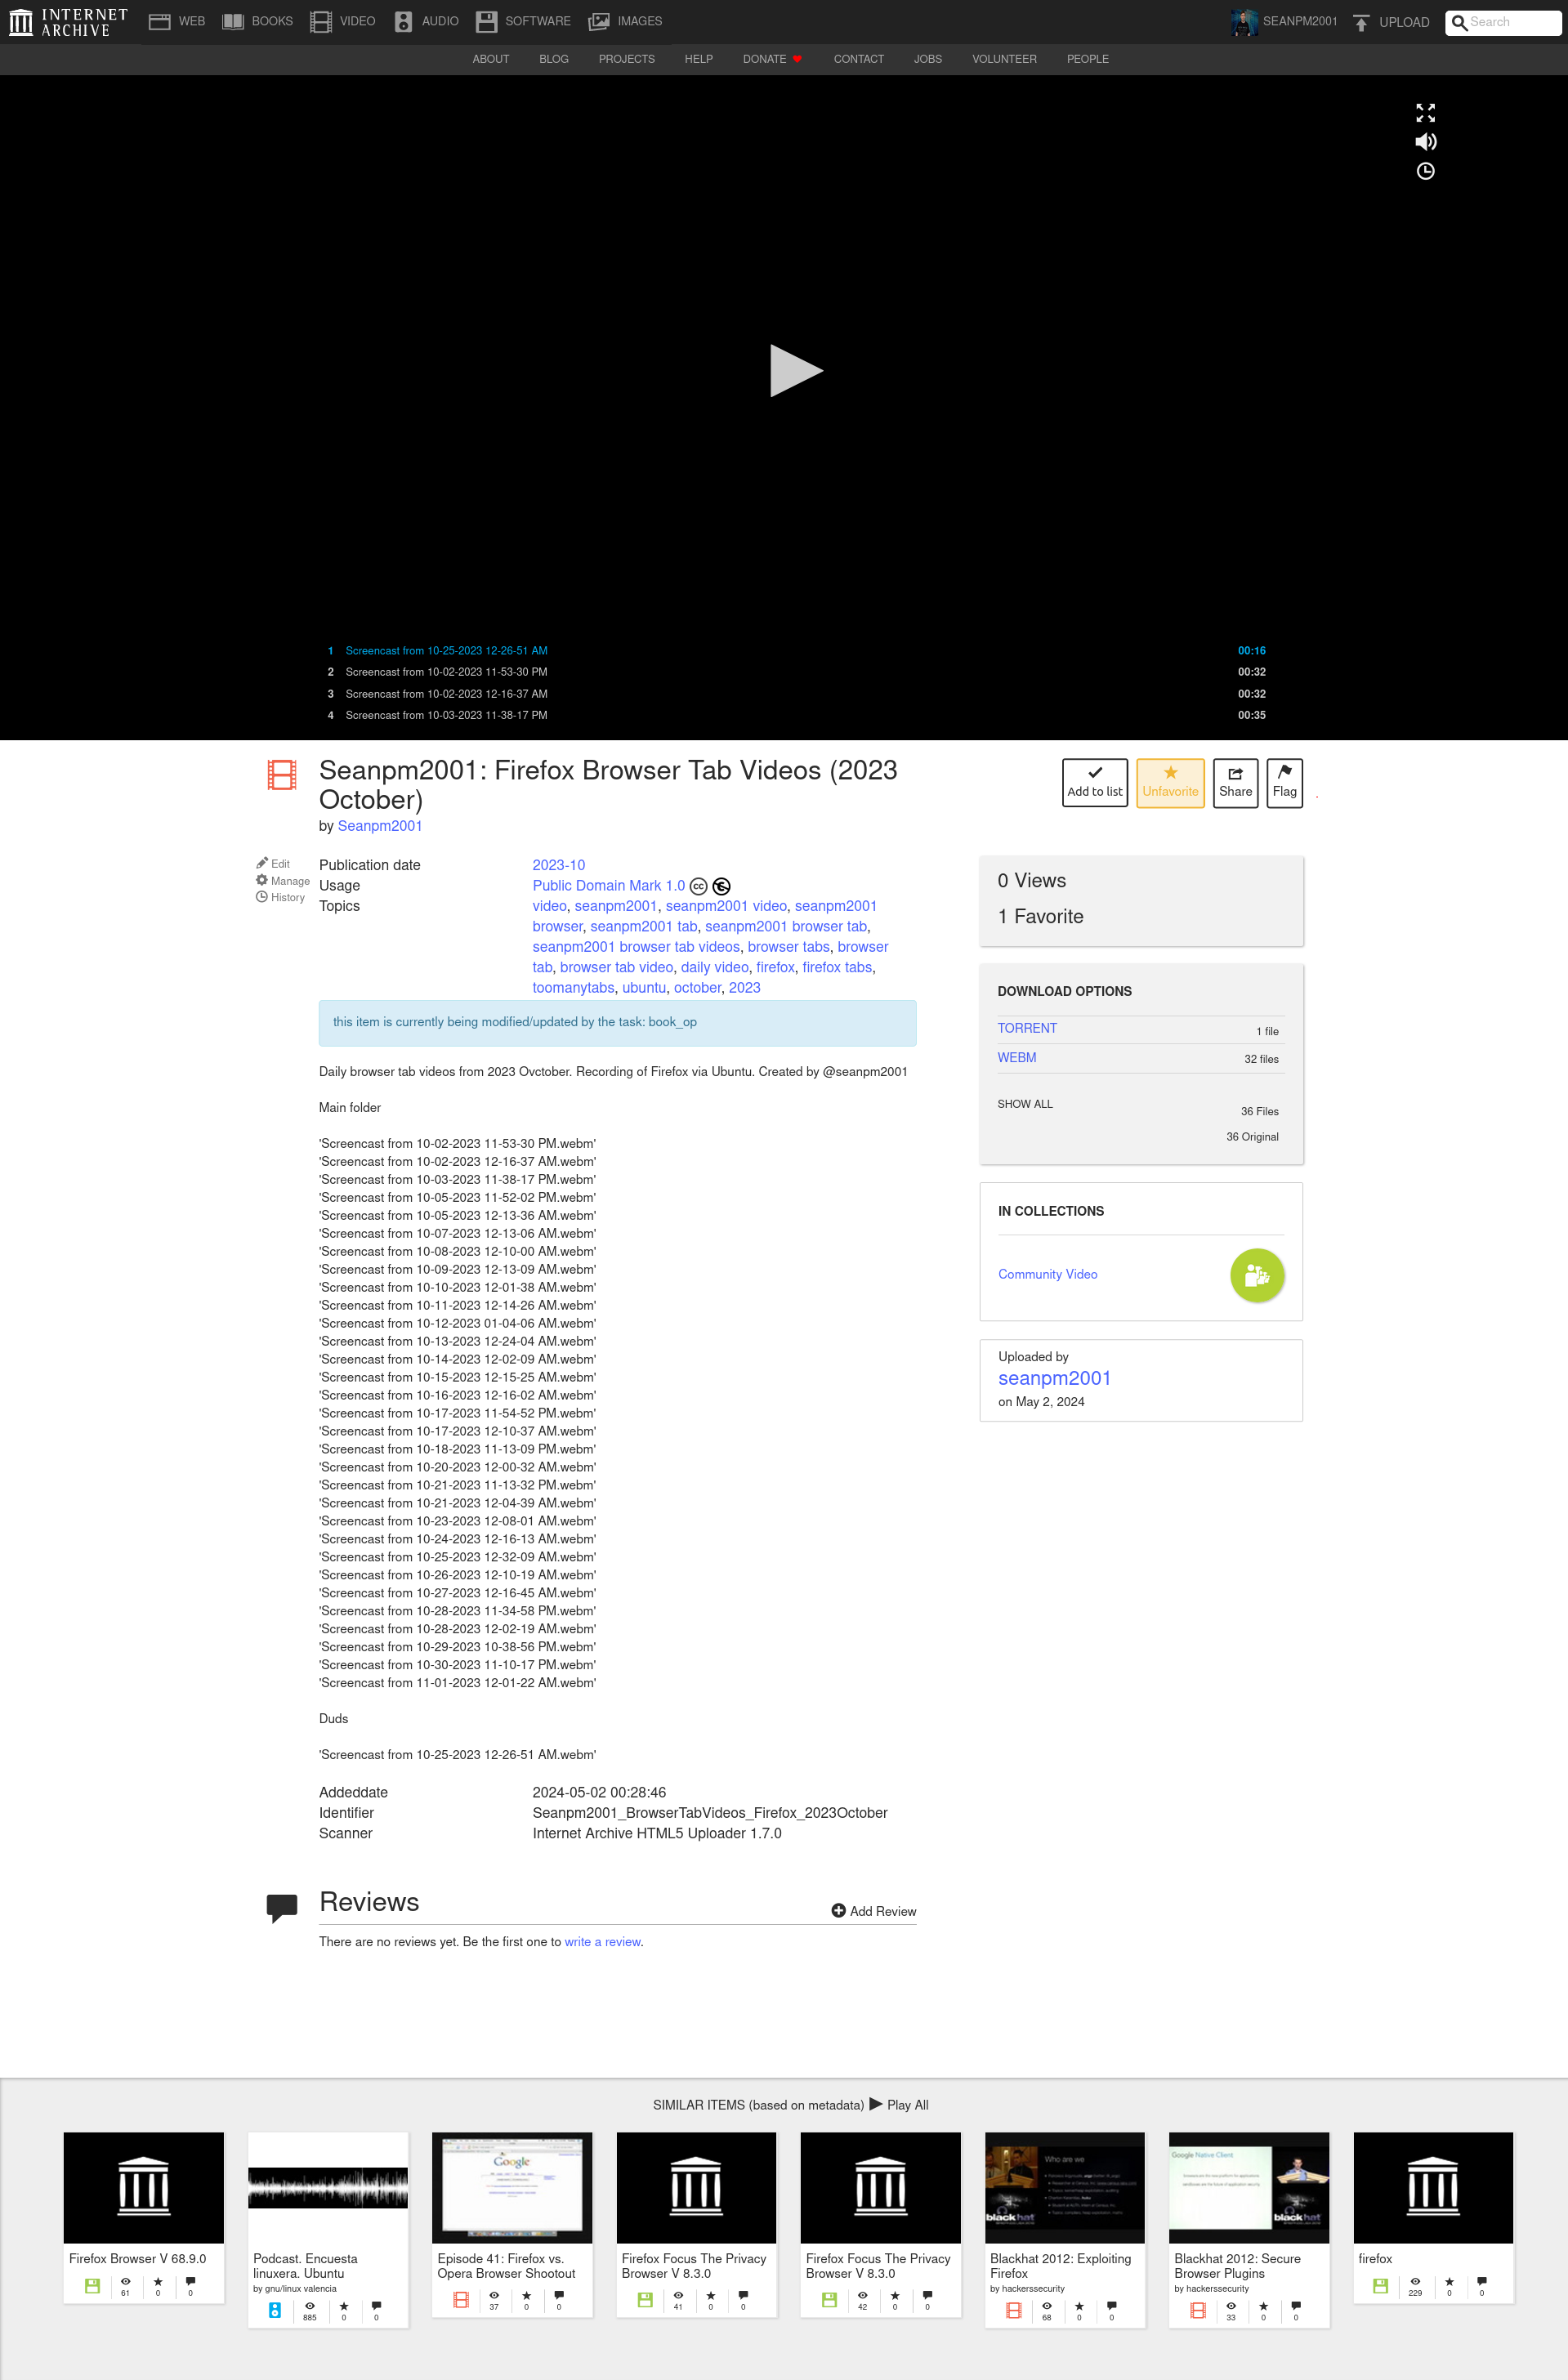 INTERNET ARCHIVE WEB BOOKS VIDEO AUDIO SOFTWARE IMAGES SEANPM2001 UPLOAD Search
ABOUT BLOG PROJECTS HELP DONATE CONTACT JOBS VOLUNTEER PEOPLE
1 Screencast from 10-25-2023 12-26-51 AM 00:16
2 Screencast from 10-02-2023 11-53-30 PM 00:32
3 Screencast from 10-02-2023 12-16-37 AM 00:32
4 Screencast from 10-03-2023 11-38-17 PM 00:35
Seanpm2001: Firefox Browser Tab Videos (2023
October)
by Seanpm2001
Add to list Unfavorite Share Flag
Edit
Manage
History
Publication date 2023-10
Usage Public Domain Mark 1.0
Topics video, seanpm2001, seanpm2001 video, seanpm2001
browser, seanpm2001 tab, seanpm2001 browser tab,
seanpm2001 browser tab videos, browser tabs, browser
tab, browser tab video, daily video, firefox, firefox tabs,
toomanytabs, ubuntu, october, 2023
this item is currently being modified/updated by the task: book_op
Daily browser tab videos from 2023 Ovctober. Recording of Firefox via Ubuntu. Created by @seanpm2001
Main folder
'Screencast from 10-02-2023 11-53-30 PM.webm'
'Screencast from 10-02-2023 12-16-37 AM.webm'
'Screencast from 10-03-2023 11-38-17 PM.webm'
'Screencast from 10-05-2023 11-52-02 PM.webm'
'Screencast from 10-05-2023 12-13-36 AM.webm'
'Screencast from 10-07-2023 12-13-06 AM.webm'
'Screencast from 10-08-2023 12-10-00 AM.webm'
'Screencast from 10-09-2023 12-13-09 AM.webm'
'Screencast from 10-10-2023 12-01-38 AM.webm'
'Screencast from 10-11-2023 12-14-26 AM.webm'
'Screencast from 10-12-2023 01-04-06 AM.webm'
'Screencast from 10-13-2023 12-24-04 AM.webm'
'Screencast from 10-14-2023 12-02-09 AM.webm'
'Screencast from 10-15-2023 12-15-25 AM.webm'
'Screencast from 10-16-2023 12-16-02 AM.webm'
'Screencast from 10-17-2023 11-54-52 PM.webm'
'Screencast from 10-17-2023 12-10-37 AM.webm'
'Screencast from 10-18-2023 11-13-09 PM.webm'
'Screencast from 10-20-2023 12-00-32 AM.webm'
'Screencast from 10-21-2023 11-13-32 PM.webm'
'Screencast from 10-21-2023 12-04-39 AM.webm'
'Screencast from 10-23-2023 12-08-01 AM.webm'
'Screencast from 10-24-2023 12-16-13 AM.webm'
'Screencast from 10-25-2023 12-32-09 AM.webm'
'Screencast from 10-26-2023 12-10-19 AM.webm'
'Screencast from 10-27-2023 12-16-45 AM.webm'
'Screencast from 10-28-2023 11-34-58 PM.webm'
'Screencast from 10-28-2023 12-02-19 AM.webm'
'Screencast from 10-29-2023 10-38-56 PM.webm'
'Screencast from 10-30-2023 11-10-17 PM.webm'
'Screencast from 11-01-2023 12-01-22 AM.webm'
Duds
'Screencast from 10-25-2023 12-26-51 AM.webm'
Addeddate 2024-05-02 00:28:46
Identifier Seanpm2001_BrowserTabVideos_Firefox_2023October
Scanner Internet Archive HTML5 Uploader 1.7.0
0 Views
1 Favorite
DOWNLOAD OPTIONS
TORRENT 1 file
WEBM 32 files
SHOW ALL 36 Files
36 Original
IN COLLECTIONS
Community Video
Uploaded by
seanpm2001
on May 2, 2024
Reviews
Add Review
There are no reviews yet. Be the first one to write a review.
SIMILAR ITEMS (based on metadata) Play All
Firefox Browser V 68.9.0
61 0 0
Podcast. Encuesta
linuxera. Ubuntu
by gnu/linux valencia
885 0 0
Google
Episode 41: Firefox vs.
Opera Browser Shootout
37 0 0
Firefox Focus The Privacy
Browser V 8.3.0
41 0 0
Firefox Focus The Privacy
Browser V 8.3.0
42 0 0
Who are we
blackhat
Blackhat 2012: Exploiting
Firefox
by hackerssecurity
68 0 0
Google Native Client
blackhat
Blackhat 2012: Secure
Browser Plugins
by hackerssecurity
33 0 0
firefox
229 0 0